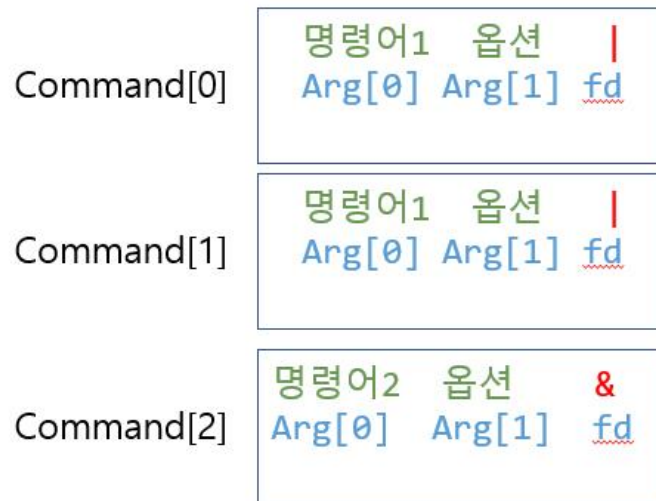 명령어1 옵션 |
Command[0] Arg[0] Arg[1] fd
명령어1 옵션 |
Command[1] Arg[0] Arg[1] fd
명령어2 옵션 &
Command[2] Arg[0] Arg[1] fd